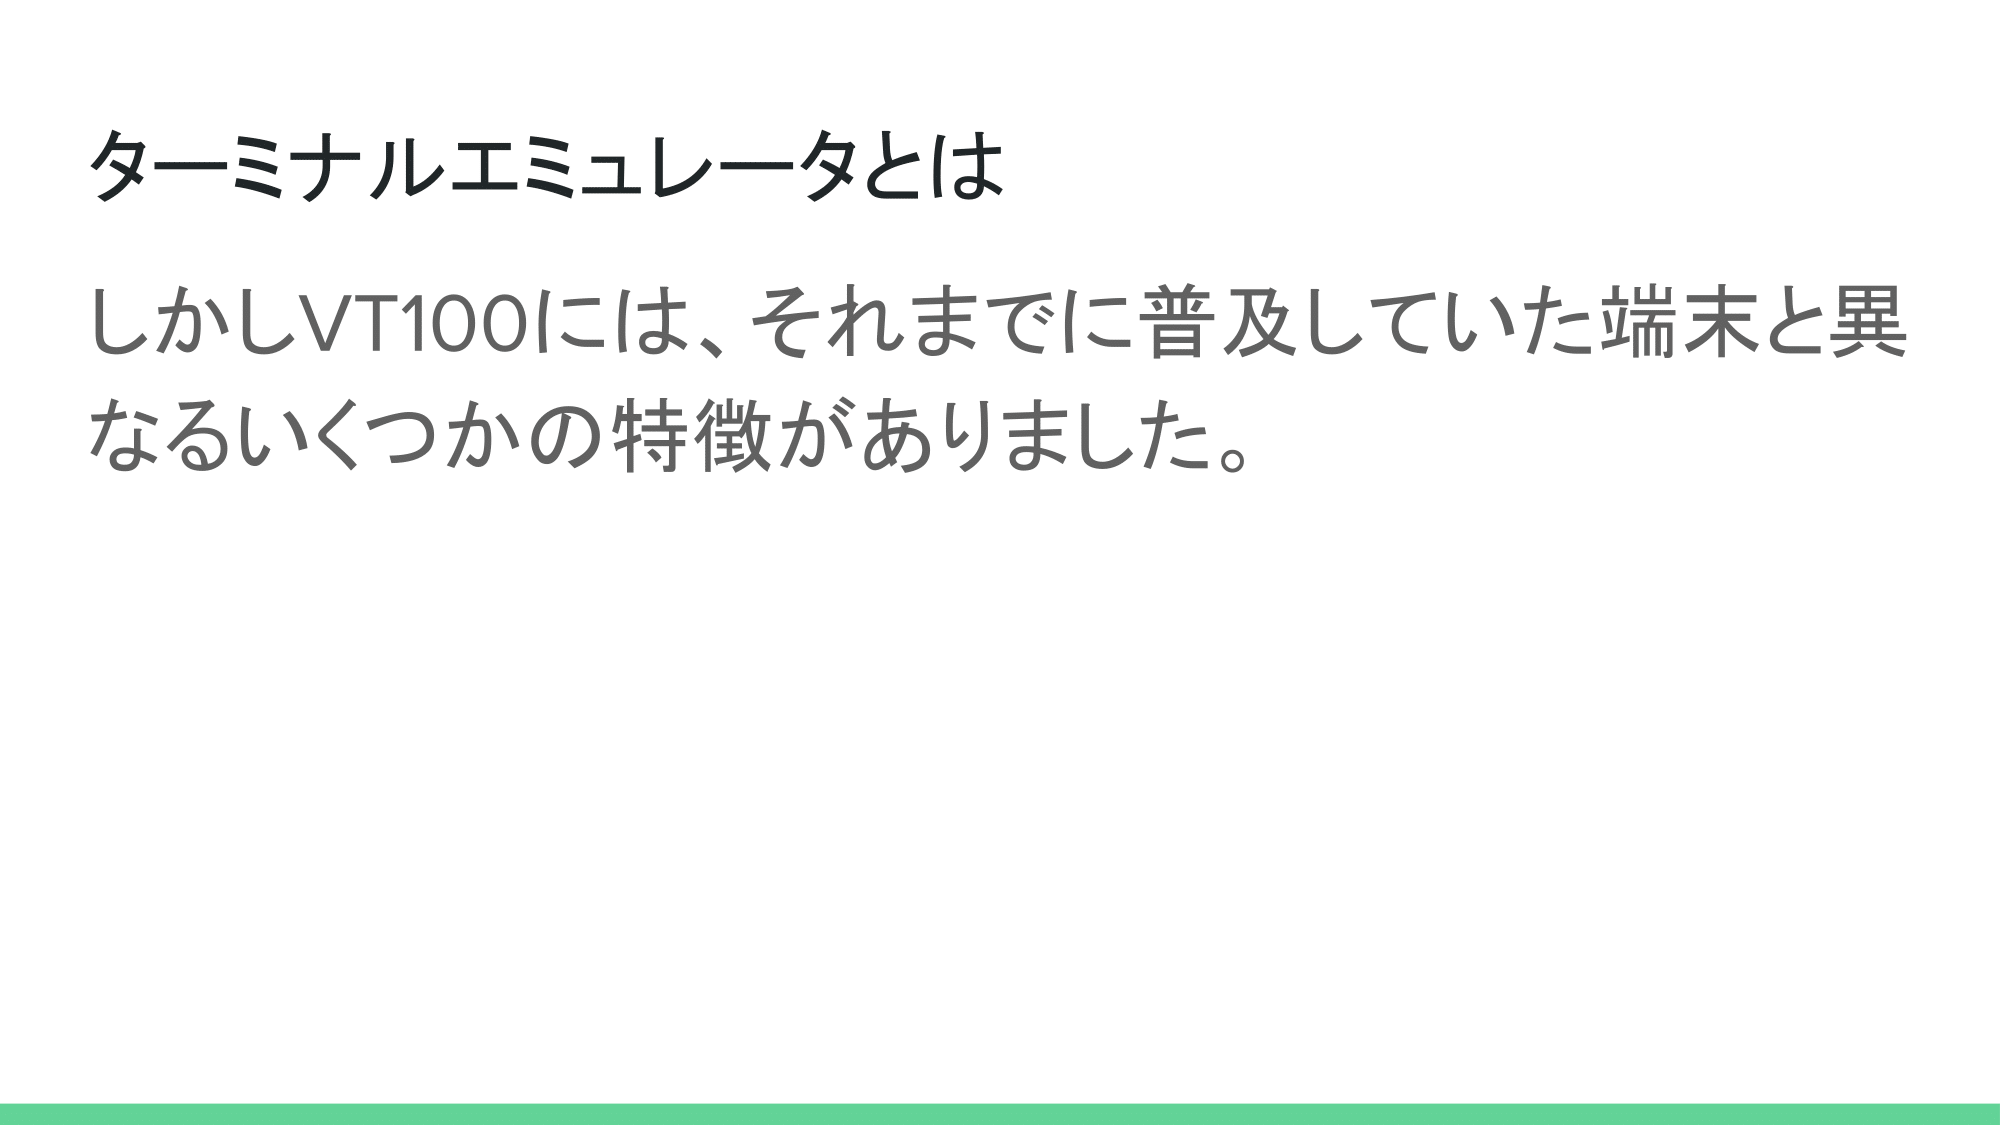 ターミナルエミュレータとは
しかしVT100には、それまでに普及していた端末と異
なるいくつかの特徴がありました。